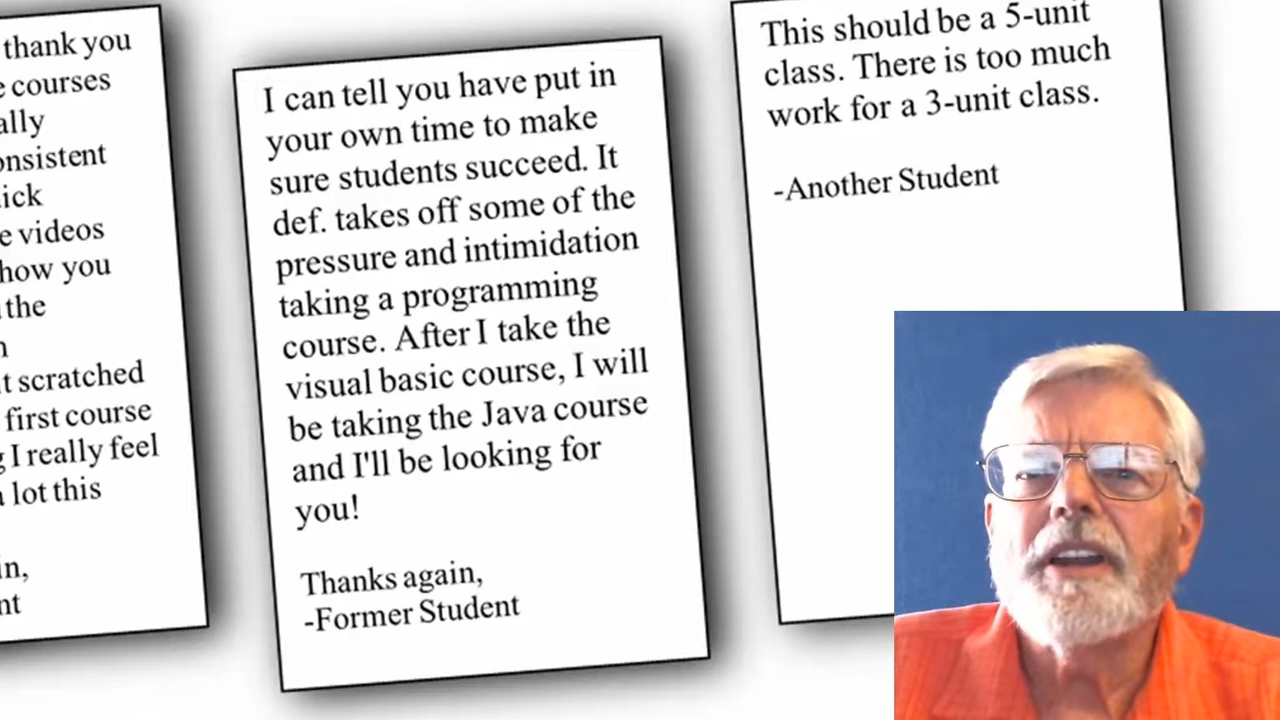 thank you
courses
onsistent
videos
how you
the
scratched
first course
I really feel
lot this
I can tell you have put in
your own time to make
sure students succeed. It
def. takes off some of the
pressure and intimidation
taking a programming
course. After I take the
visual basic course, I will
be taking the Java course
and I'll be looking for
you!
Thanks again,
-Former Student
This should be a 5-unit
class. There is too much
work for a 3-unit class.
-Another Student